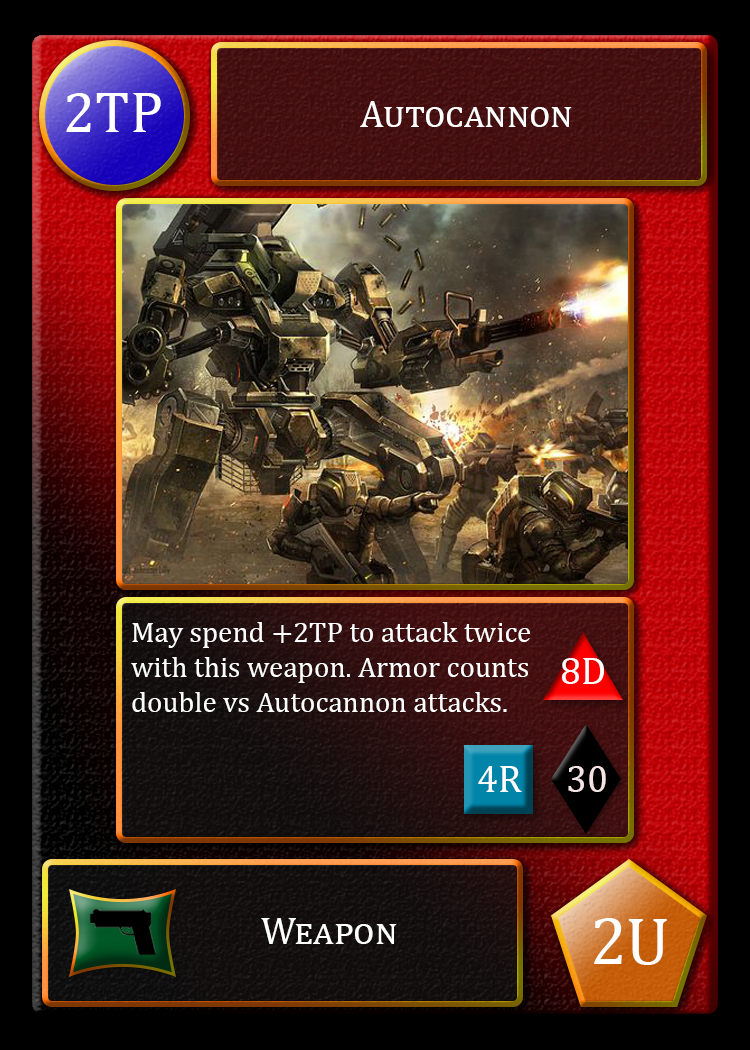 2TP
Autocannon
May spend +2TP to attack twice
with this weapon. Armor counts
double vs Autocannon attacks.
8D
4R
30
Weapon
2U